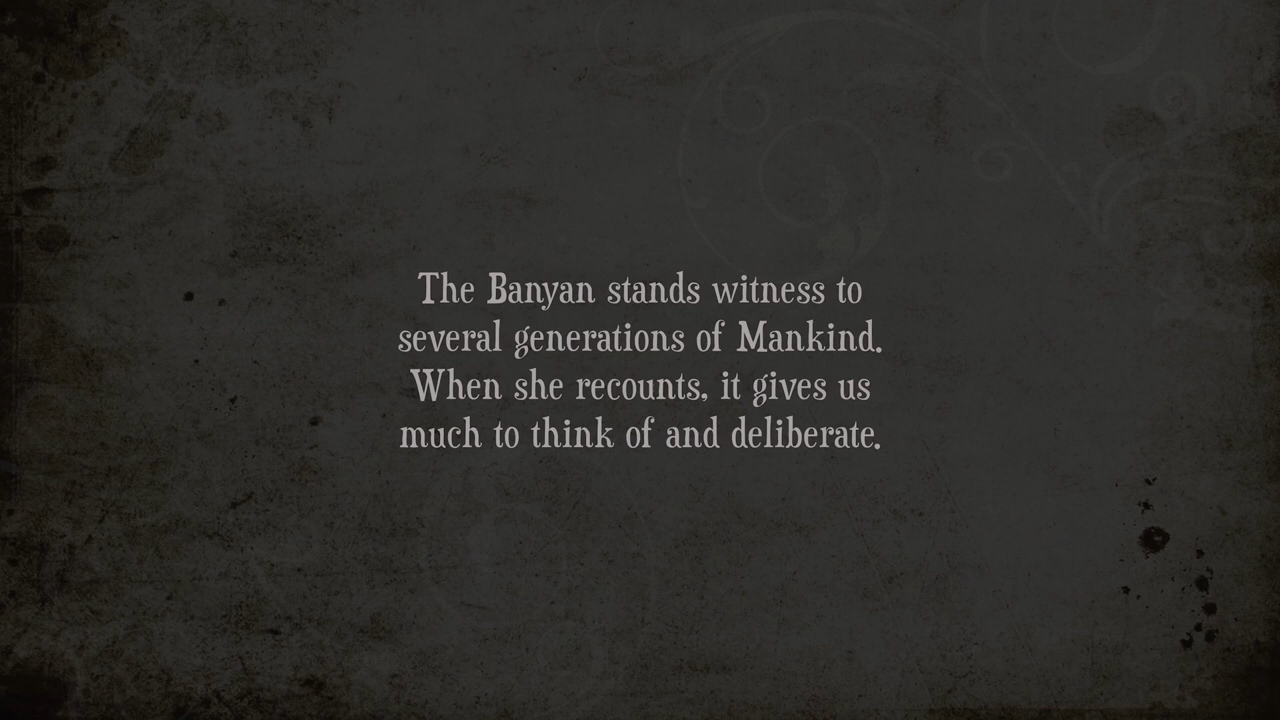 The Banyan stands witness to
several generations of Mankind.
When she recounts, it gives us
much to think of and deliberate.